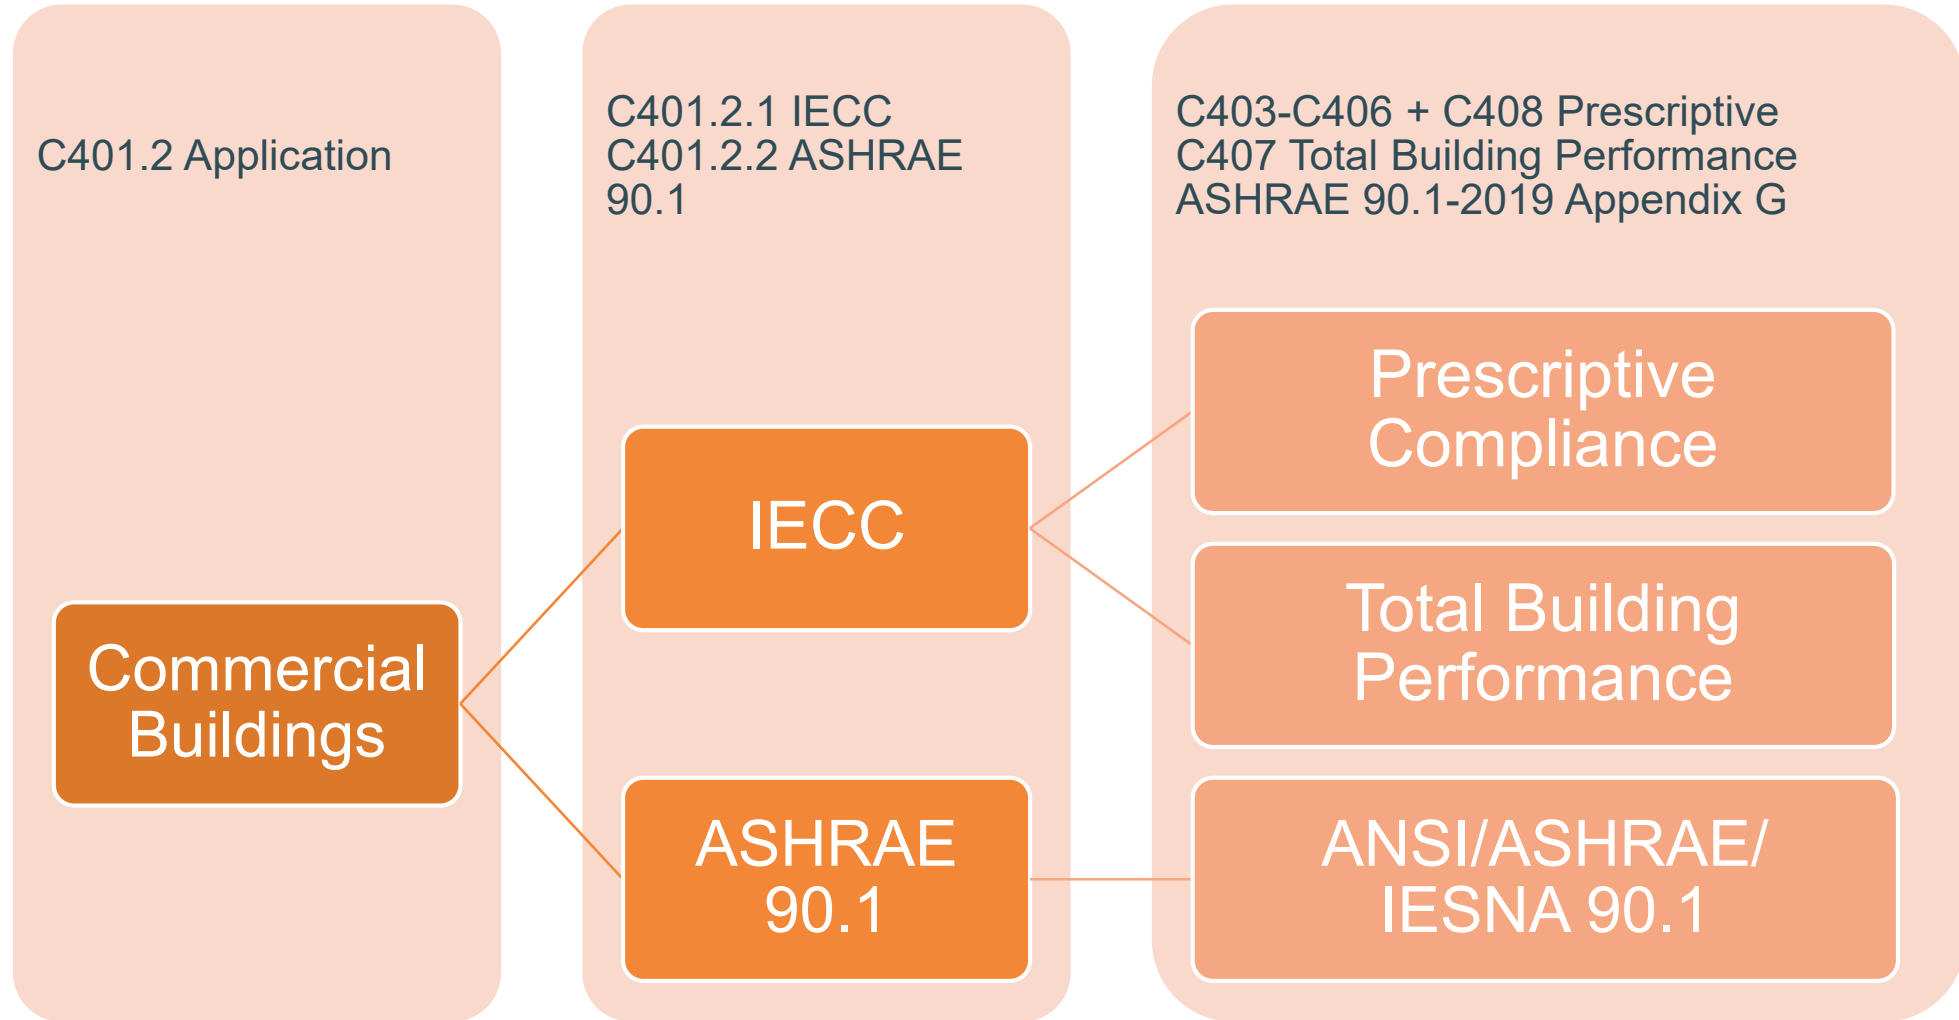 C401.2 Application
C401.2.1 IECC
C401.2.2 ASHRAE
90.1
C403-C406 + C408 Prescriptive
C407 Total Building Performance
ASHRAE 90.1-2019 Appendix G
Commercial
Buildings
IECC
ASHRAE
90.1
Prescriptive
Compliance
Total Building
Performance
ANSI/ASHRAE/
IESNA 90.1